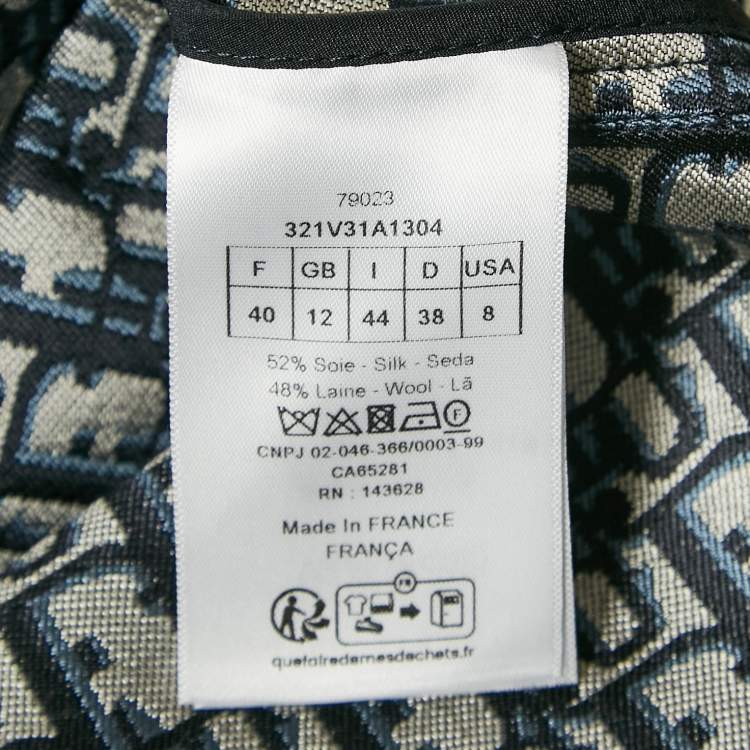 79023
321V31A1304
F GB I D USA
40 12 44 38 8
52% Soie - Silk - Seda
48% Laine - Wool - Lã
F
CNPJ 02-046-366/0003-99
CA65281
RN : 143628
Made In FRANCE
FRANÇA
FR
quefairedemesdechets.fr